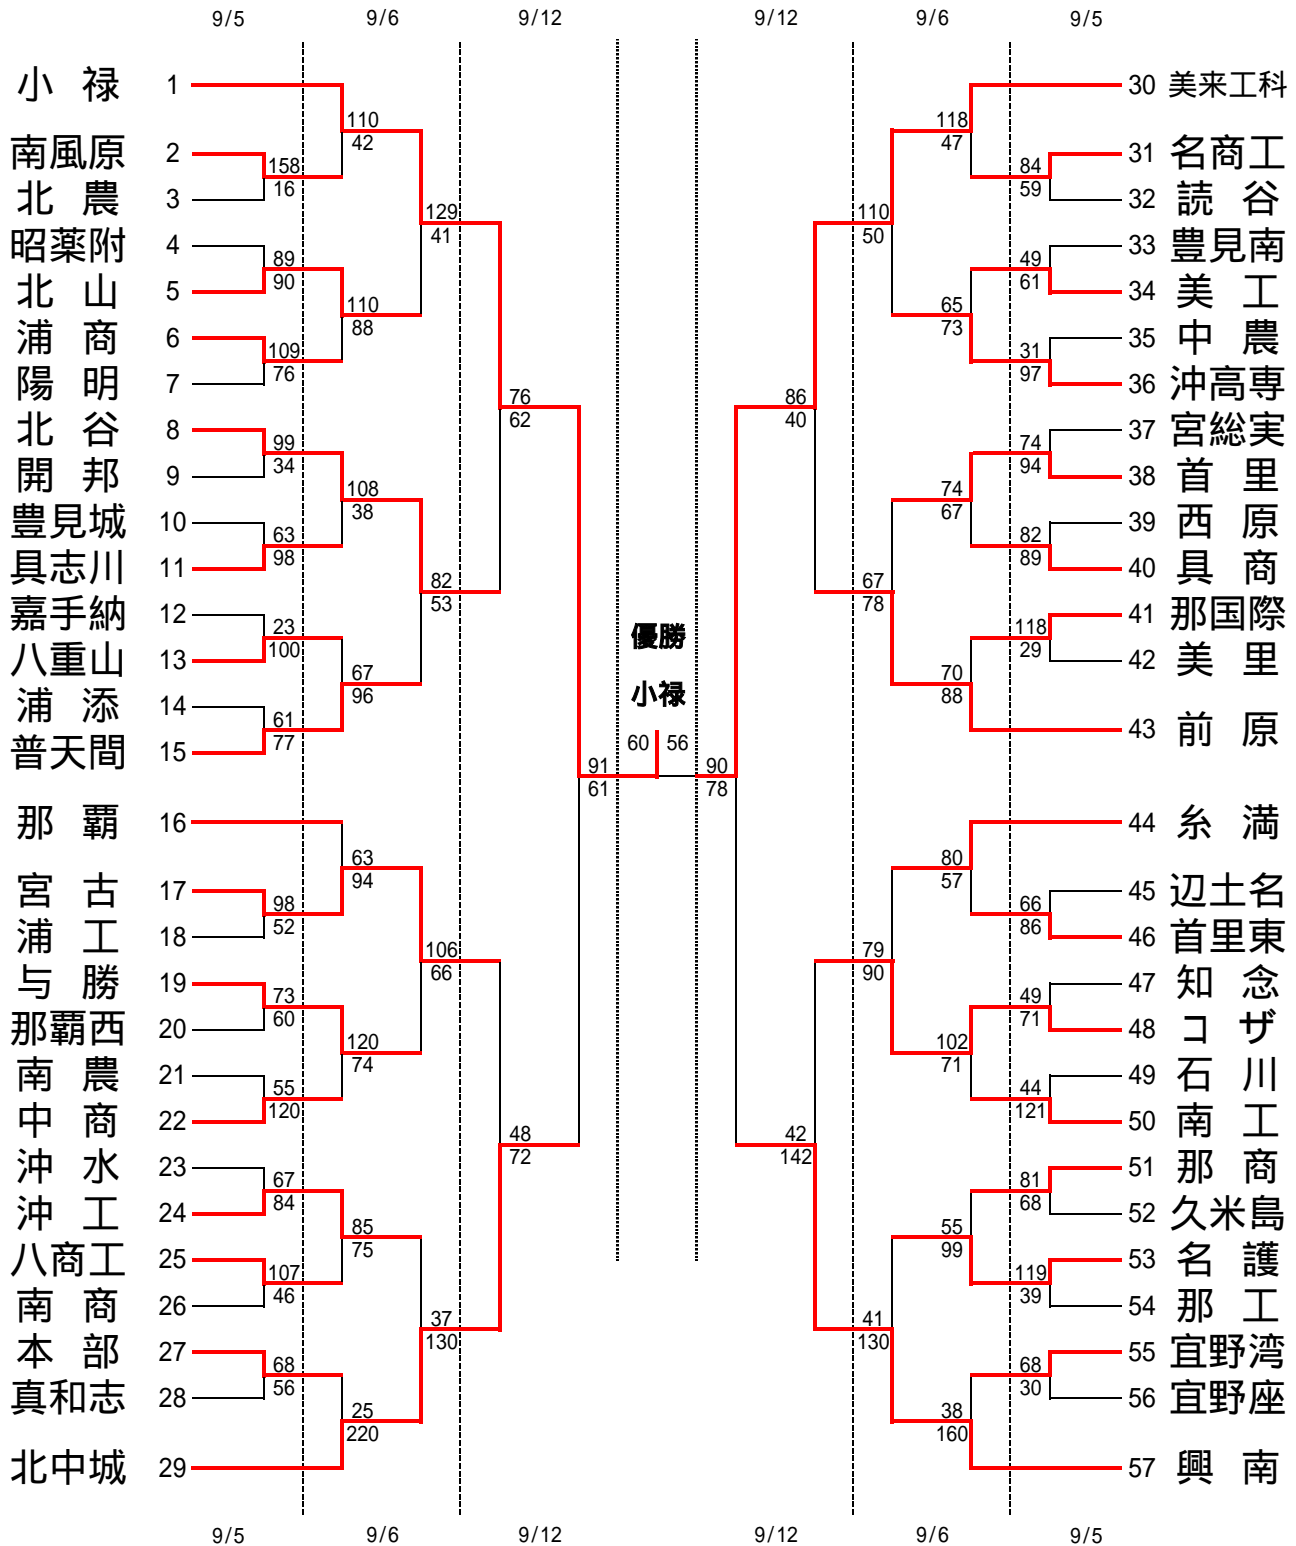 9/5 9/6 9/12 9/12 9/6 9/5
小禄 1 30 美来工科
110 118
42 47
南風原 2 31 名商工
158 84
16 59
北農 3 32 読谷
129 110
41 50
昭薬附 4 33 豊見南
89 49
90 61
北山 5 34 美工
110 65
88 73
浦商 6 35 中農
109 31
76 97
陽明 7 36 沖高専
76 86
62 40
北谷 8 37 宮総実
99 74
34 94
開邦 9 38 首里
108 74
38 67
豊見城 10 39 西原
63 82
98 89
具志川 11 40 具商
82 67
53 78
嘉手納 12 41 那国際
23 118
100 29
優勝
八重山 13 42 美里
67 70
96 88
小禄
浦添 14 43 前原
61
77
普天間 15
60 56
91 90
61 78
那覇 16 44 糸満
63 80
94 57
宮古 17 45 辺土名
98 66
52 86
浦工 18 46 首里東
106 79
66 90
与勝 19 47 知念
73 49
60 71
那覇西 20 48 コザ
120 102
74 71
南農 21 49 石川
55 44
120 121
中商 22 50 南工
48 42
72 142
沖水 23 51 那商
67 81
84 68
沖工 24 52 久米島
85 55
75 99
八商工 25 53 名護
107 119
46 39
南商 26 54 那工
37 41
130 130
本部 27 55 宜野湾
68 68
56 30
真和志 28 56 宜野座
25 38
220 160
北中城 29 57 興南
9/5 9/6 9/12 9/12 9/6 9/5